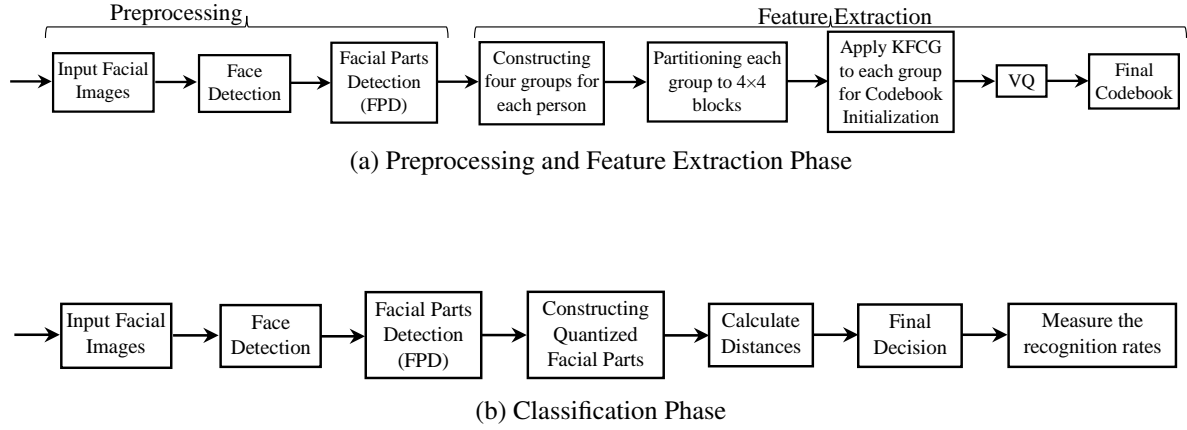 Preprocessing
Feature Extraction
Input Facial
Images
Face
Detection
Facial Parts
Detection
(FPD)
Constructing
four groups for
each person
Partitioning each
group to 4×4
blocks
Apply KFCG
to each group
for Codebook
Initialization
VQ
Final
Codebook
(a) Preprocessing and Feature Extraction Phase
Input Facial
Images
Face
Detection
Facial Parts
Detection
(FPD)
Constructing
Quantized
Facial Parts
Calculate
Distances
Final
Decision
Measure the
recognition rates
(b) Classification Phase